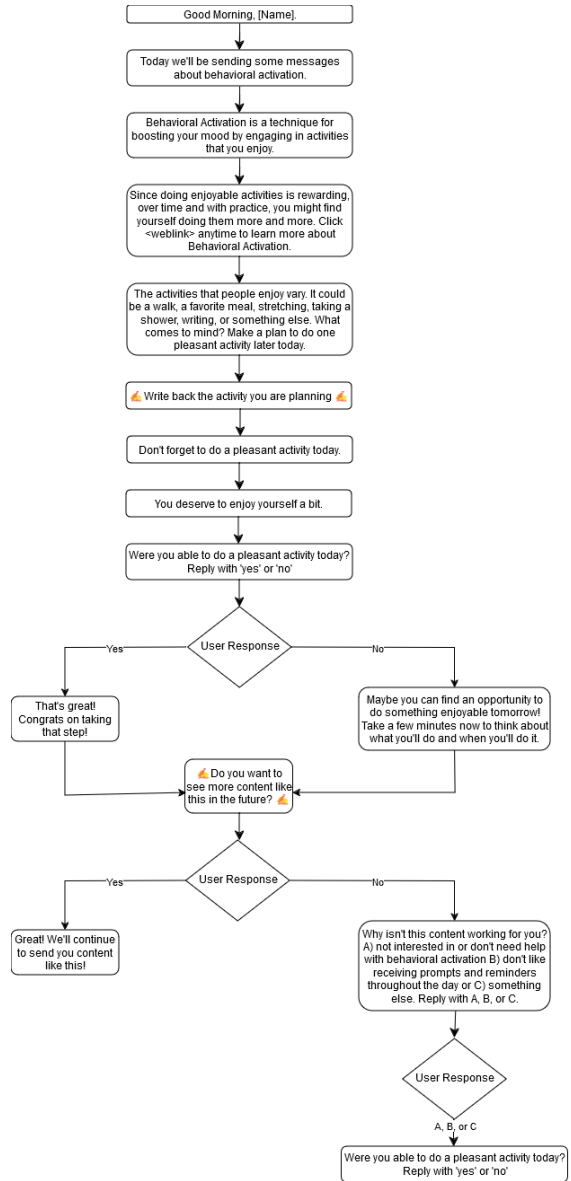 Good Morning, [Name].
Today we'll be sending some messages
about behavioral activation.
Behavioral Activation is a technique for
boosting your mood by engaging in activities
that you enjoy.
Since doing enjoyable activities is rewarding,
over time and with practice, you might find
yourself doing them more and more. Click
<weblink> anytime to learn more about
Behavioral Activation.
The activities that people enjoy vary. It could
be a walk, a favorite meal, stretching, taking a
shower, writing, or something else. What
comes to mind? Make a plan to do one
pleasant activity later today.
✍️ Write back the activity you are planning ✍️
Don't forget to do a pleasant activity today.
You deserve to enjoy yourself a bit.
Were you able to do a pleasant activity today?
Reply with 'yes' or 'no'
User Response
Yes
No
That's great!
Congrats on taking
that step!
Maybe you can find an opportunity to
do something enjoyable tomorrow!
Take a few minutes now to think about
what you'll do and when you'll do it.
✍️ Do you want to
see more content like
this in the future? ✍️
User Response
Yes
No
Great! We'll continue
to send you content
like this!
Why isn't this content working for you?
A) not interested in or don't need help
with behavioral activation B) don't like
receiving prompts and reminders
throughout the day or C) something
else. Reply with A, B, or C.
User Response
A, B, or C
Were you able to do a pleasant activity today?
Reply with 'yes' or 'no'